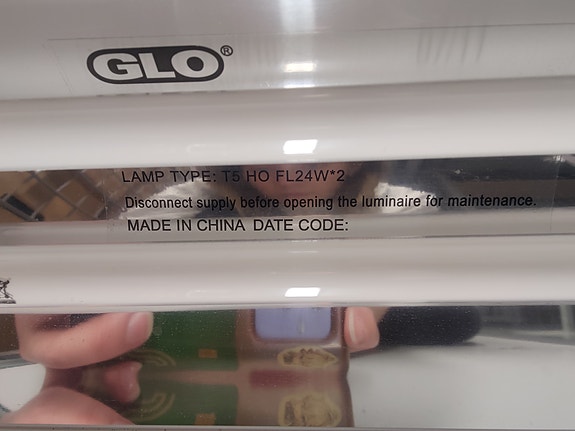 GLO®
LAMP TYPE: T5 HO FL24W*2
Disconnect supply before opening the luminaire for maintenance.
MADE IN CHINA DATE CODE: